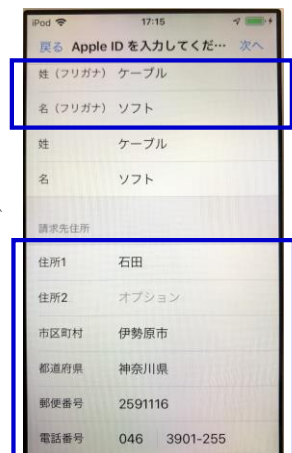 iPod 17:15
戻る Apple ID を入力してくだ… 次へ
姓（フリガナ） ケーブル
名（フリガナ） ソフト
姓 ケーブル
名 ソフト
請求先住所
住所1 石田
住所2 オプション
市区町村 伊勢原市
都道府県 神奈川県
郵便番号 2591116
電話番号 046 3901-255